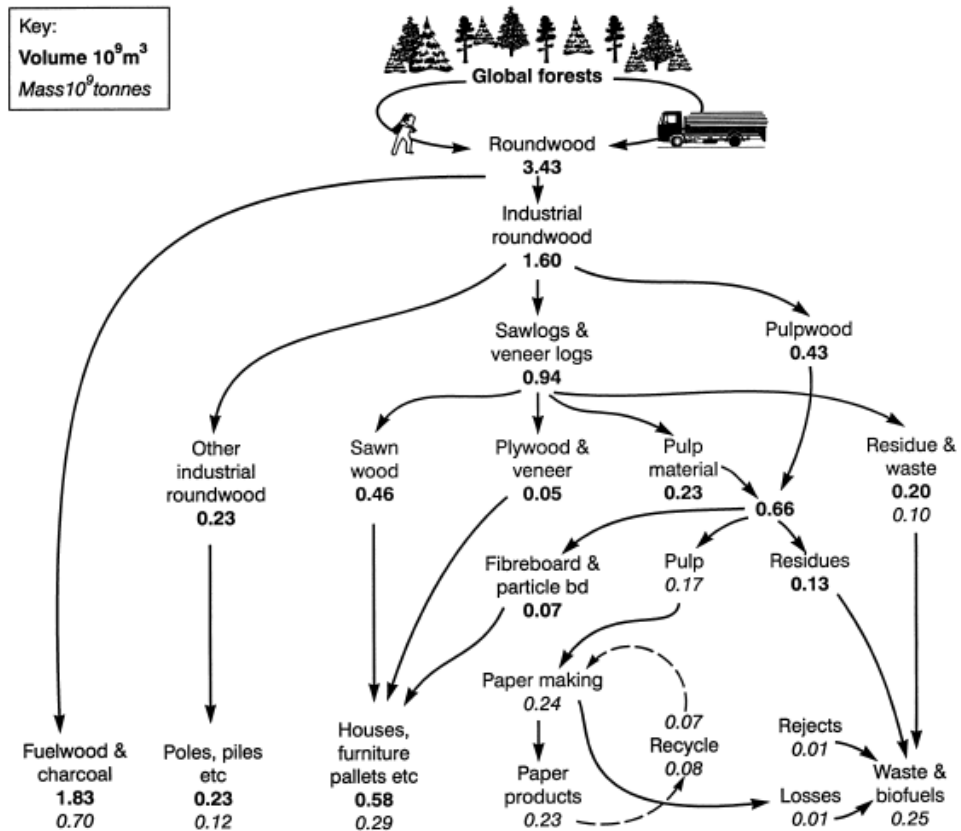 Key:
Volume 10⁹m³
Mass10⁹tonnes
Global forests
Roundwood
3.43
Industrial
roundwood
1.60
Sawlogs &
veneer logs
0.94
Pulpwood
0.43
Other
industrial
roundwood
0.23
Sawn
wood
0.46
Plywood &
veneer
0.05
Pulp
material
0.23
0.66
Residue &
waste
0.20
0.10
Fibreboard &
particle bd
0.07
Pulp
0.17
Residues
0.13
Paper making
0.24
0.07
Recycle
0.08
Rejects
0.01
Fuelwood &
charcoal
1.83
0.70
Poles, piles
etc
0.23
0.12
Houses,
furniture
pallets etc
0.58
0.29
Paper
products
0.23
Losses
0.01
Waste &
biofuels
0.25